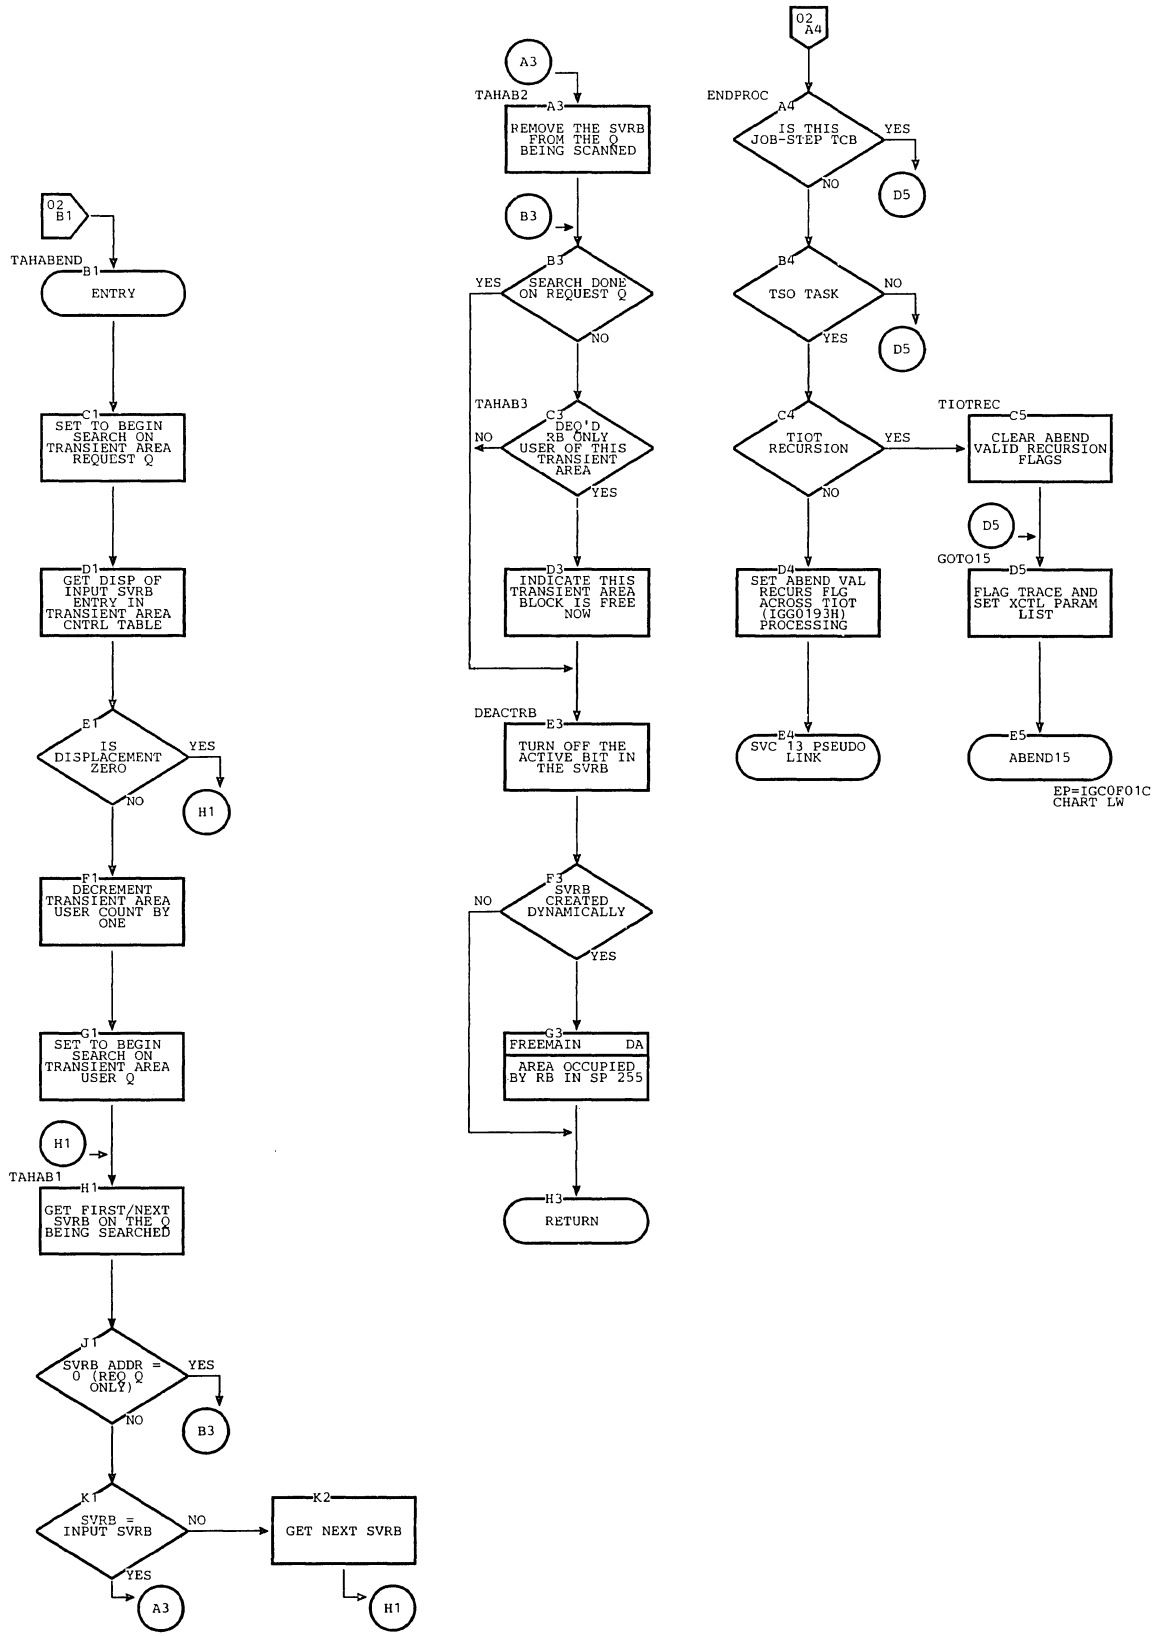 02
B1
TAHABEND
B1
ENTRY
C1
SET TO BEGIN
SEARCH ON
TRANSIENT AREA
REQUEST Q
D1
GET DISP OF
INPUT SVRB
ENTRY IN
TRANSIENT AREA
CNTRL TABLE
E1
IS
DISPLACEMENT
ZERO
YES
H1
NO
F1
DECREMENT
TRANSIENT AREA
USER COUNT BY
ONE
G1
SET TO BEGIN
SEARCH ON
TRANSIENT AREA
USER Q
H1
TAHAB1
H1
GET FIRST/NEXT
SVRB ON THE Q
BEING SEARCHED
J1
SVRB ADDR =
0 (REQ Q
ONLY)
YES
B3
NO
K1
SVRB =
INPUT SVRB
NO
YES
A3
K2
GET NEXT SVRB
H1
A3
TAHAB2
A3
REMOVE THE SVRB
FROM THE Q
BEING SCANNED
B3
B3
SEARCH DONE
ON REQUEST Q
YES
NO
TAHAB3
C3
DEQ'D
RB ONLY
USER OF THIS
TRANSIENT
AREA
NO
YES
D3
INDICATE THIS
TRANSIENT AREA
BLOCK IS FREE
NOW
DEACTRB
E3
TURN OFF THE
ACTIVE BIT IN
THE SVRB
F3
SVRB
CREATED
DYNAMICALLY
NO
YES
G3
FREEMAIN DA
AREA OCCUPIED
BY RB IN SP 255
H3
RETURN
02
A4
ENDPROC
A4
IS THIS
JOB-STEP TCB
YES
D5
NO
B4
TSO TASK
NO
D5
YES
C4
TIOT
RECURSION
YES
NO
D4
SET ABEND VAL
RECURS FLG
ACROSS TIOT
(IGG0193H)
PROCESSING
E4
SVC 13 PSEUDO
LINK
TIOTREC
C5
CLEAR ABEND
VALID RECURSION
FLAGS
D5
GOTO15
D5
FLAG TRACE AND
SET XCTL PARAM
LIST
E5
ABEND15
EP=IGC0F01C
CHART LW